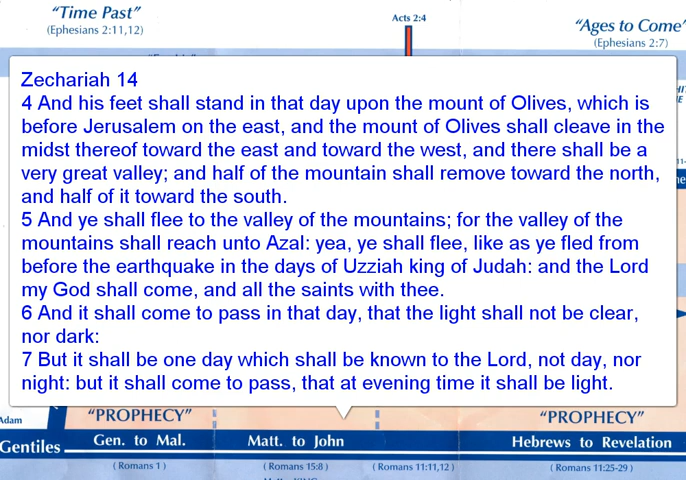 “Time Past”
(Ephesians 2:11,12)
Acts 2:4
“Ages to Come”
(Ephesians 2:7)
Zechariah 14
4 And his feet shall stand in that day upon the mount of Olives, which is
before Jerusalem on the east, and the mount of Olives shall cleave in the
midst thereof toward the east and toward the west, and there shall be a
very great valley; and half of the mountain shall remove toward the north,
and half of it toward the south.
5 And ye shall flee to the valley of the mountains; for the valley of the
mountains shall reach unto Azal: yea, ye shall flee, like as ye fled from
before the earthquake in the days of Uzziah king of Judah: and the Lord
my God shall come, and all the saints with thee.
6 And it shall come to pass in that day, that the light shall not be clear,
nor dark:
7 But it shall be one day which shall be known to the Lord, not day, nor
night: but it shall come to pass, that at evening time it shall be light.
Adam
“PROPHECY”
“PROPHECY”
Gentiles
Gen. to Mal.
Matt. to John
Hebrews to Revelation
( Romans 1 )
( Romans 15:8 )
( Romans 11:11,12 )
( Romans 11:25-29 )